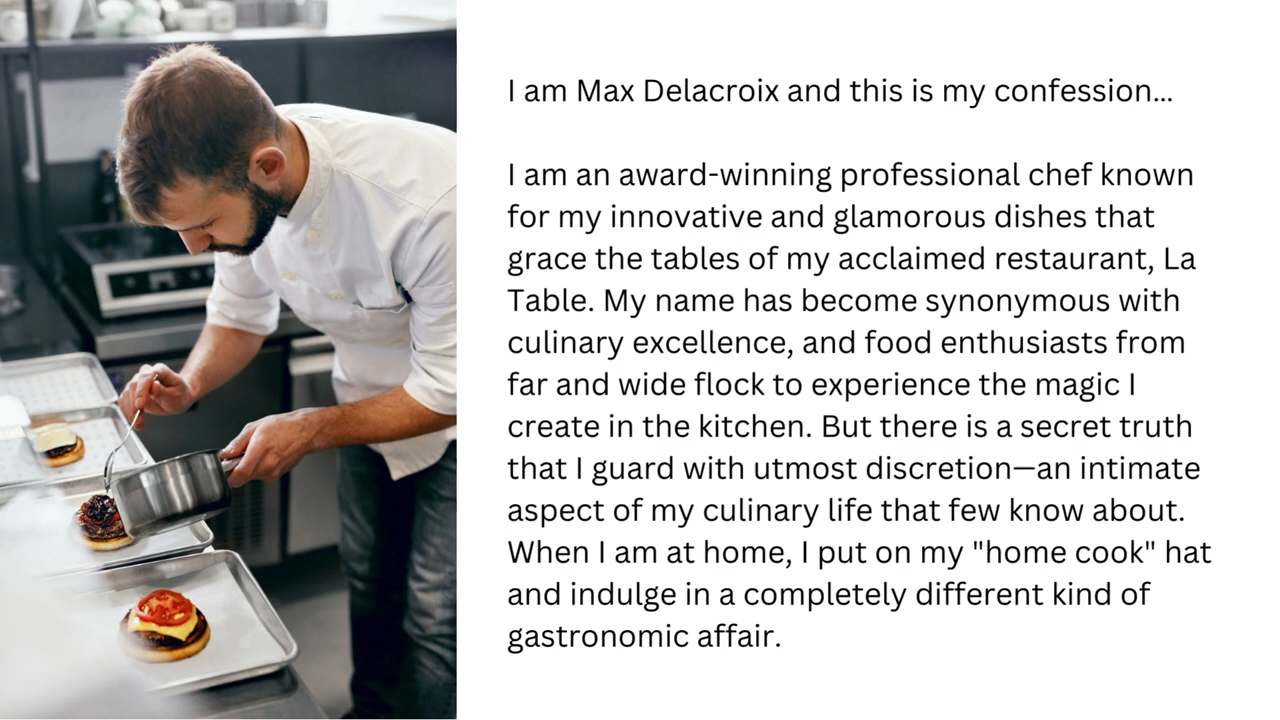 I am Max Delacroix and this is my confession...
I am an award-winning professional chef known
for my innovative and glamorous dishes that
grace the tables of my acclaimed restaurant, La
Table. My name has become synonymous with
culinary excellence, and food enthusiasts from
far and wide flock to experience the magic I
create in the kitchen. But there is a secret truth
that I guard with utmost discretion—an intimate
aspect of my culinary life that few know about.
When I am at home, I put on my "home cook" hat
and indulge in a completely different kind of
gastronomic affair.